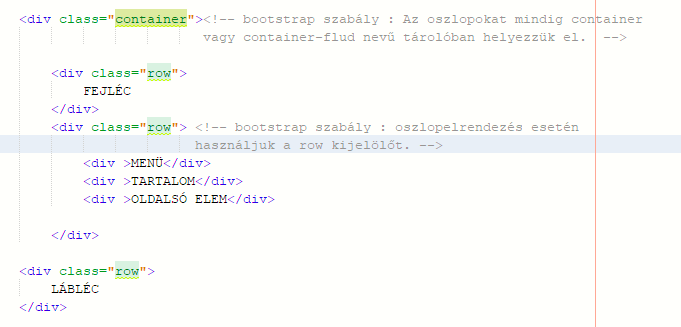 <div class="container"><!-- bootstrap szabály : Az oszlopokat mindig container
vagy container-flud nevű tárolóban helyezzük el.  -->
<div class="row">
FEJLÉC
</div>
<div class="row"> <!-- bootstrap szabály : oszlopelrendezés esetén
használjuk a row kijelölőt. -->
<div >MENÜ</div>
<div >TARTALOM</div>
<div >OLDALSÓ ELEM</div>
</div>
<div class="row">
LÁBLÉC
</div>